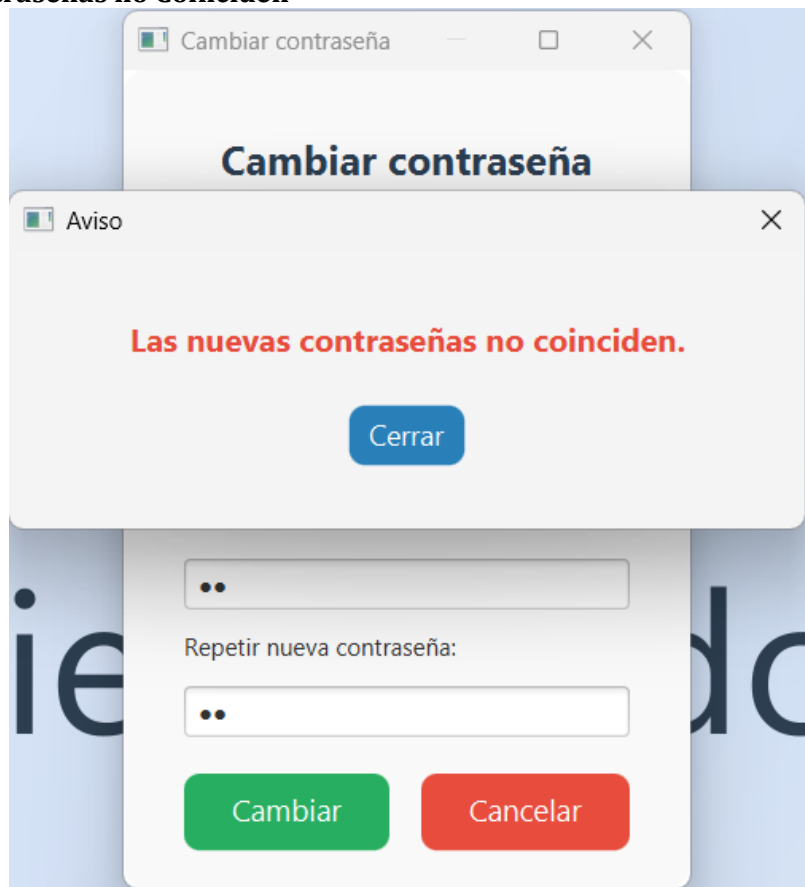 Cambiar contraseña
Cambiar contraseña
Aviso
Las nuevas contraseñas no coinciden.
Cerrar
••
Repetir nueva contraseña:
••
Cambiar Cancelar